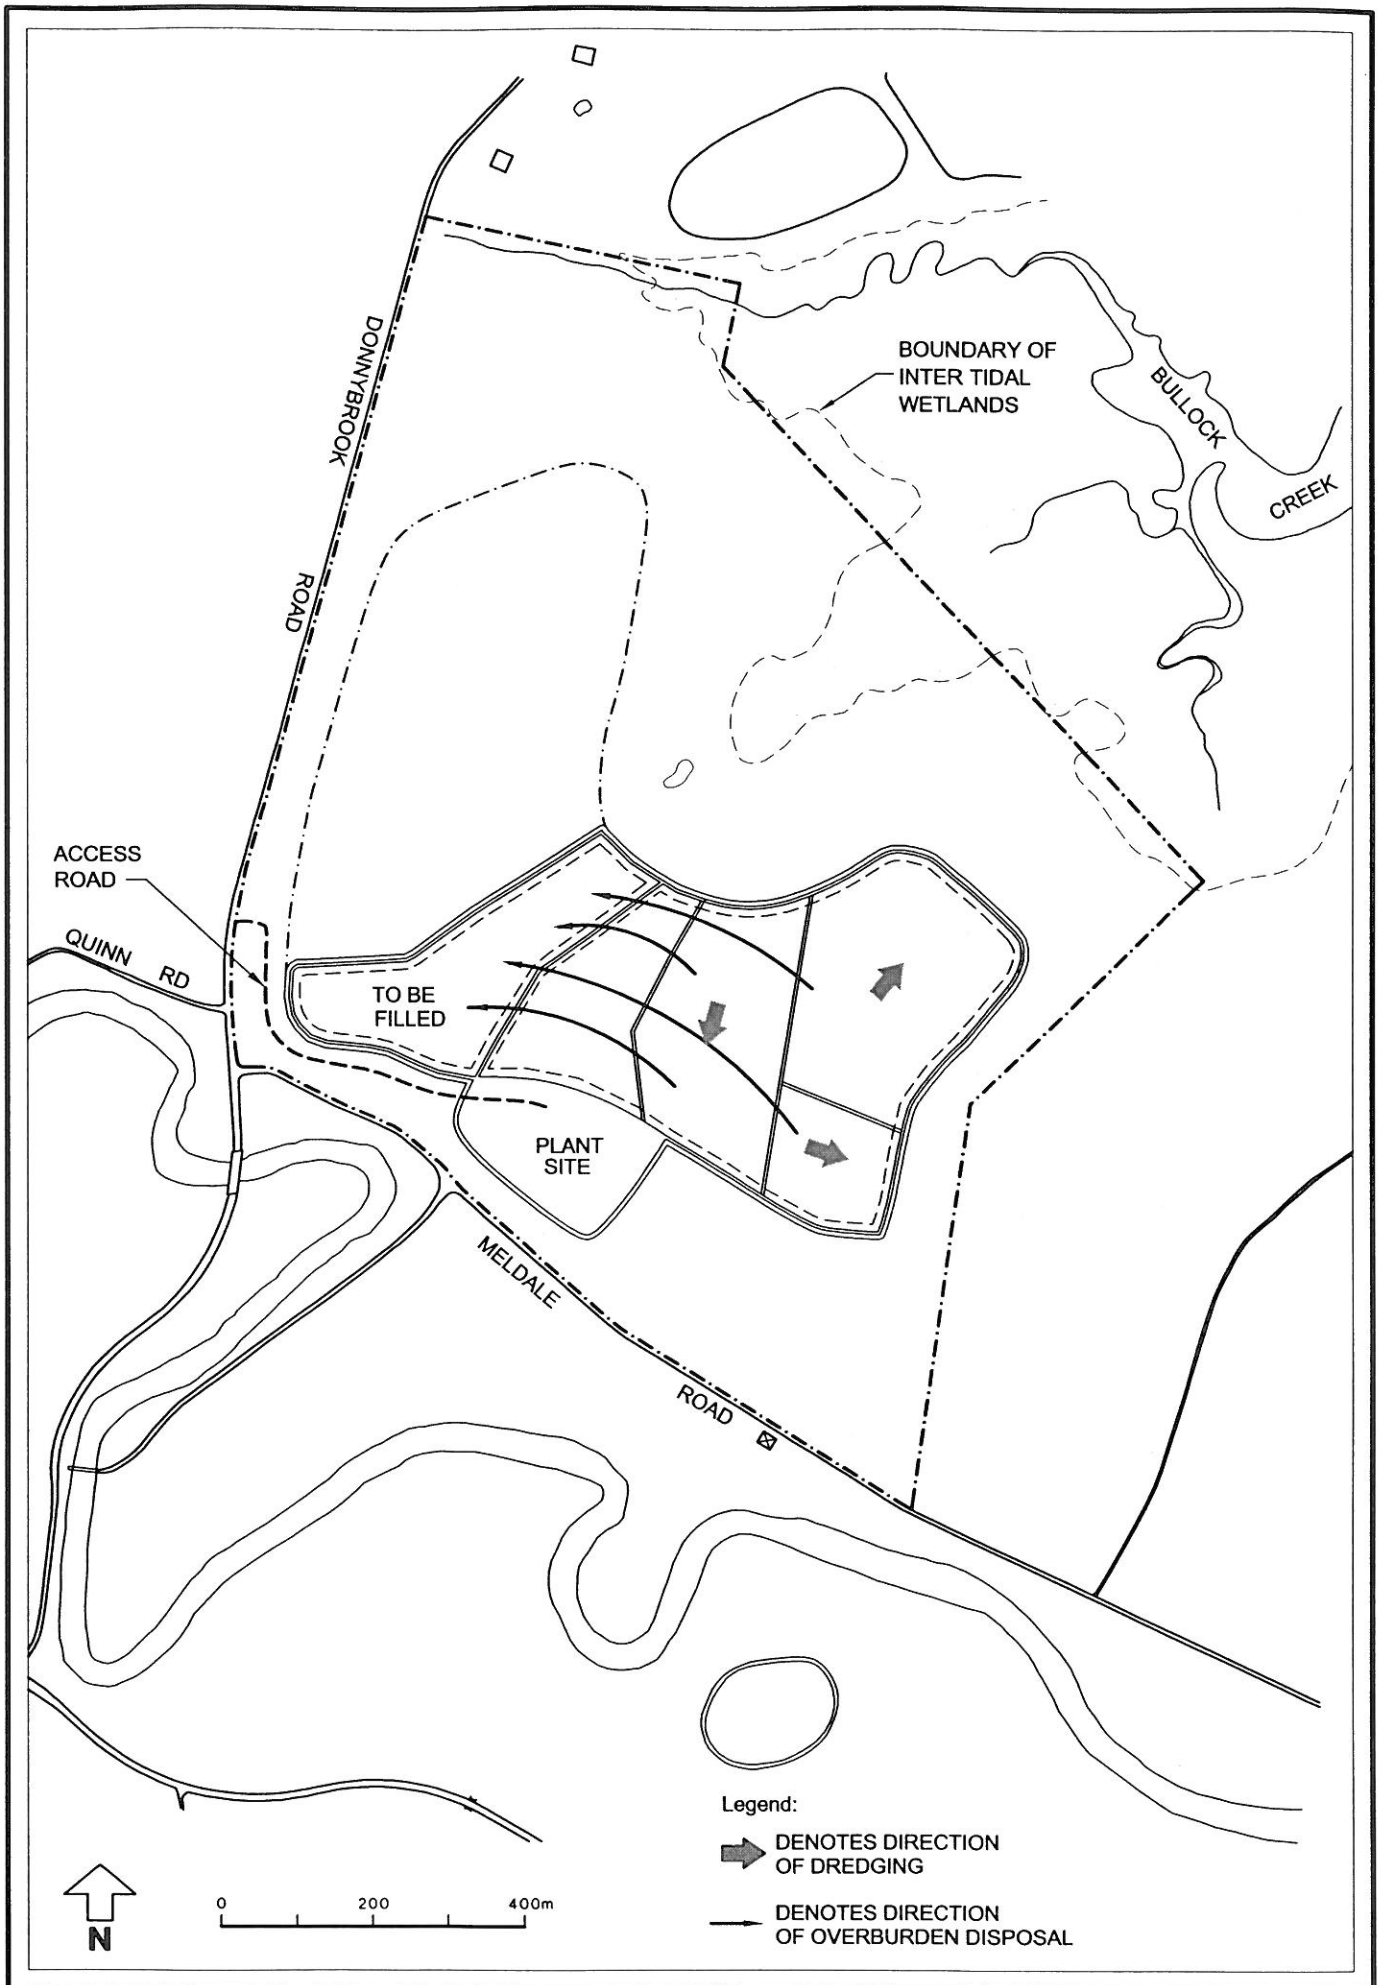 BOUNDARY OF
INTER TIDAL
WETLANDS
BULLOCK
CREEK
DONNYBROOK
ROAD
ACCESS
ROAD
QUINN RD
TO BE
FILLED
PLANT
SITE
MELDALE
ROAD
Legend:
DENOTES DIRECTION
OF DREDGING
DENOTES DIRECTION
OF OVERBURDEN DISPOSAL
N
0 200 400m